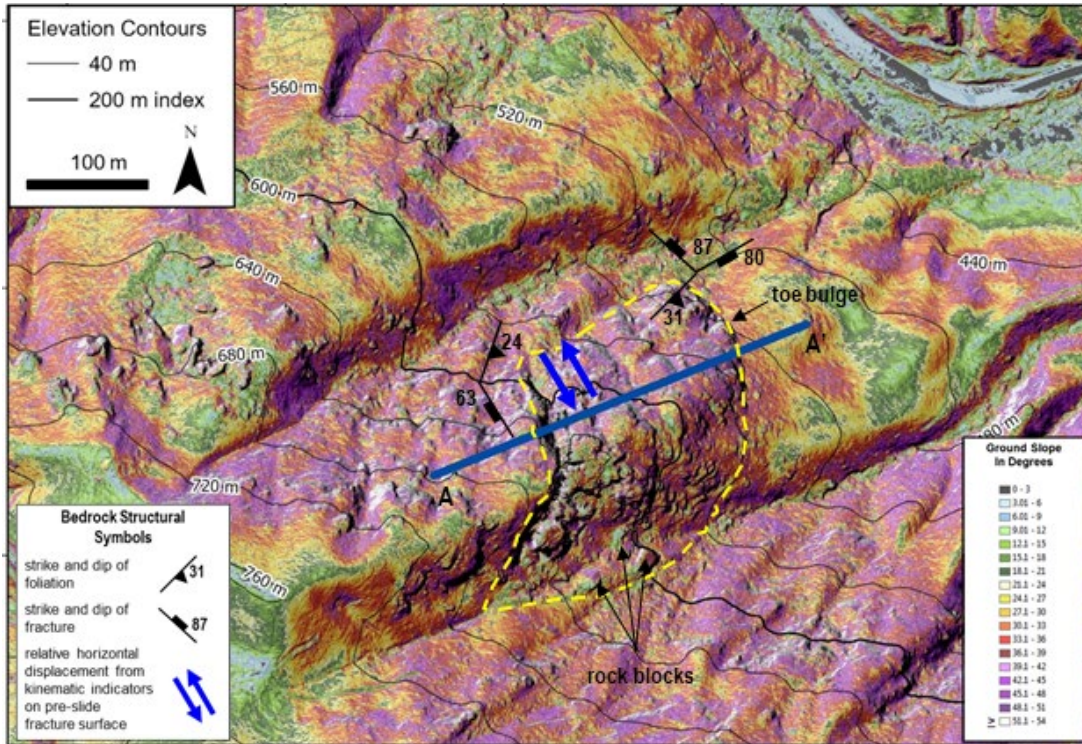 Elevation Contours
40 m
200 m index
N
100 m
560 m
520 m
600 m
640 m
680 m
720 m
760 m
440 m
87
80
31
toe bulge
24
63
A
A'
rock blocks
Bedrock Structural
Symbols
strike and dip of
foliation
31
strike and dip of
fracture
87
relative horizontal
displacement from
kinematic indicators
on pre-slide
fracture surface
Ground Slope
In Degrees
0 - 3
3.01 - 6
6.01 - 9
9.01 - 12
12.1 - 15
15.1 - 18
18.1 - 21
21.1 - 24
24.1 - 27
27.1 - 30
30.1 - 33
33.1 - 36
36.1 - 39
39.1 - 42
42.1 - 45
45.1 - 48
48.1 - 51
51.1 - 54